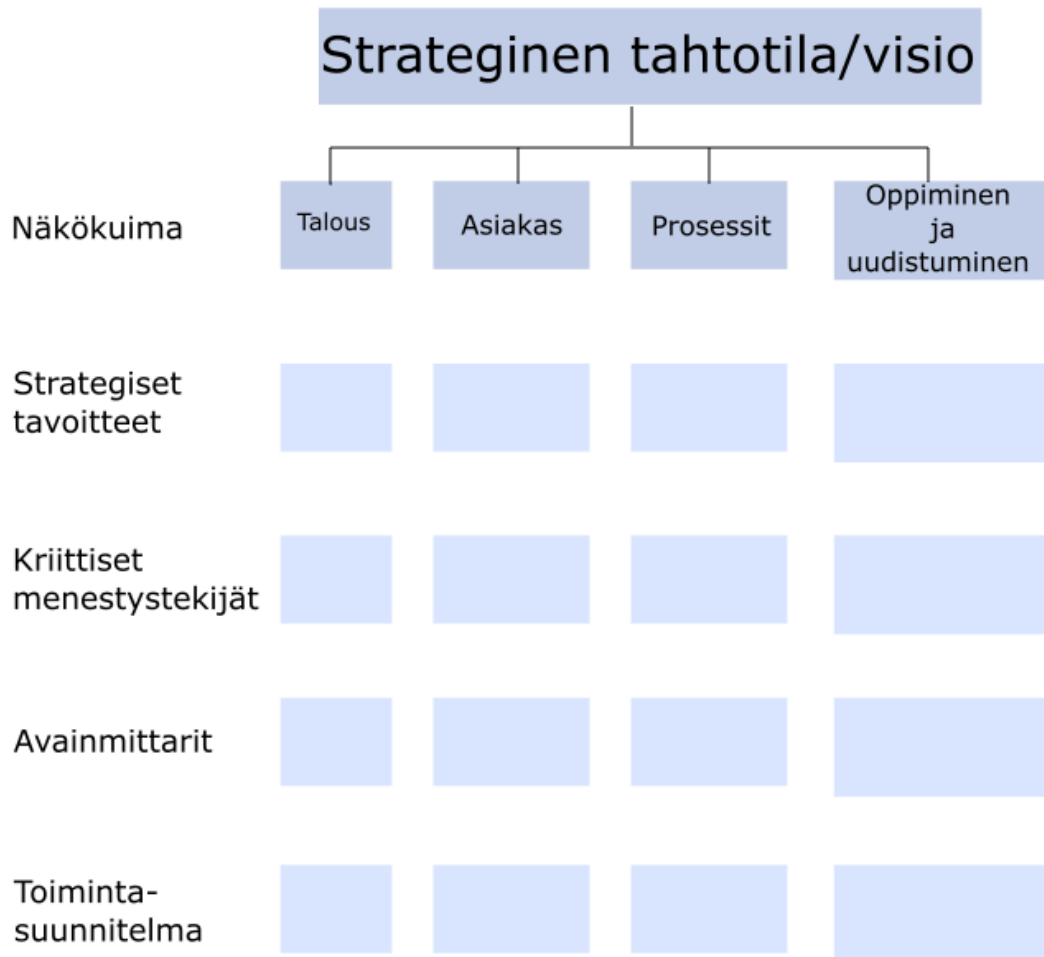 Strateginen tahtotila/visio
Näkökuima
Talous
Asiakas
Prosessit
Oppiminen
ja
uudistuminen
Strategiset
tavoitteet
Kriittiset
menestystekijät
Avainmittarit
Toiminta-
suunnitelma